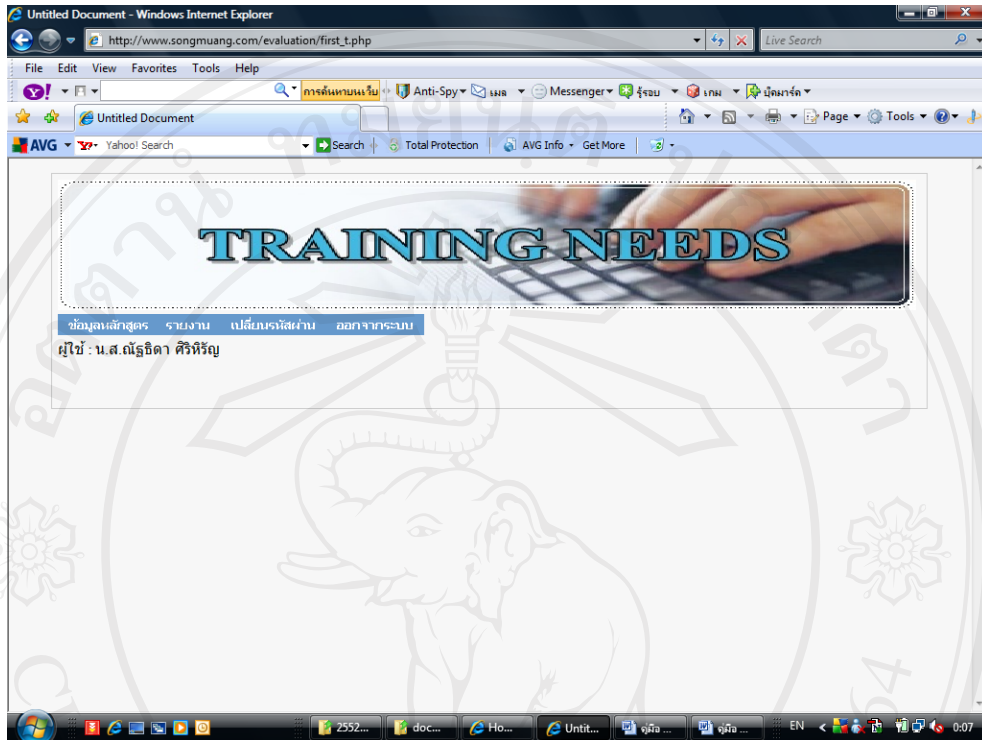 Untitled Document - Windows Internet Explorer
http://www.songmuang.com/evaluation/first_t.php
Live Search
File Edit View Favorites Tools Help
การค้นหาบนเว็บ Anti-Spy เมล Messenger รู้รอบ เกม บุ๊คมาร์ค
Untitled Document Page Tools
AVG Yahoo! Search Search Total Protection AVG Info Get More
TRAINING NEEDS
ข้อมูลหลักสูตร รายงาน เปลี่ยนรหัสผ่าน ออกจากระบบ
ผู้ใช้ : น.ส.ณัฐธิดา ศิริหิรัญ
2552... doc... Ho... Untit... คู่มือ ... คู่มือ ... EN 0:07